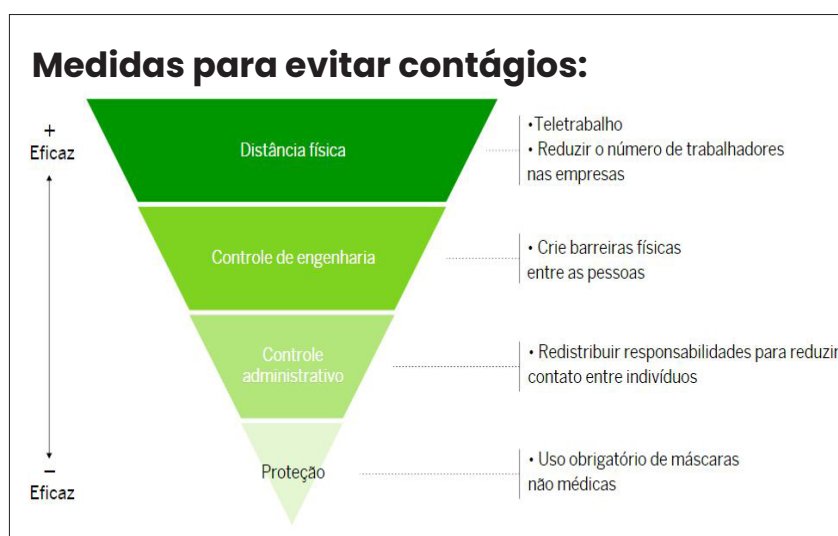 Medidas para evitar contágios:
+
Eficaz
Distância física
•Teletrabalho
• Reduzir o número de trabalhadores
nas empresas
Controle de engenharia
• Crie barreiras físicas
entre as pessoas
Controle
administrativo
• Redistribuir responsabilidades para reduzir
contato entre indivíduos
Proteção
• Uso obrigatório de máscaras
não médicas
–
Eficaz